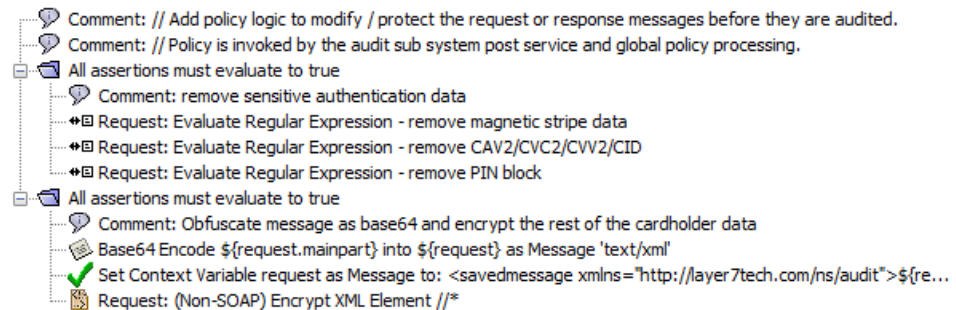 Comment: // Add policy logic to modify / protect the request or response messages before they are audited.
Comment: // Policy is invoked by the audit sub system post service and global policy processing.
All assertions must evaluate to true
Comment: remove sensitive authentication data
Request: Evaluate Regular Expression - remove magnetic stripe data
Request: Evaluate Regular Expression - remove CAV2/CVC2/CVV2/CID
Request: Evaluate Regular Expression - remove PIN block
All assertions must evaluate to true
Comment: Obfuscate message as base64 and encrypt the rest of the cardholder data
Base64 Encode ${request.mainpart} into ${request} as Message 'text/xml'
Set Context Variable request as Message to: <savedmessage xmlns="http://layer7tech.com/ns/audit">${re...
Request: (Non-SOAP) Encrypt XML Element //*